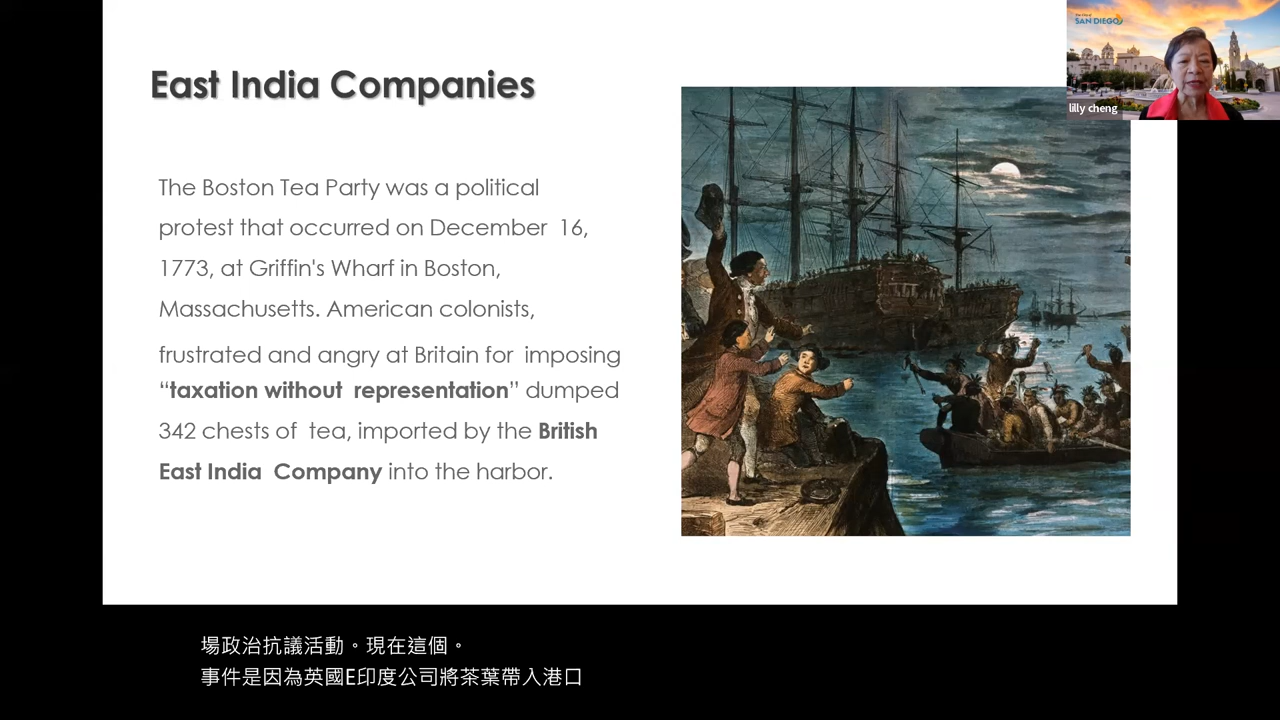 East India Companies
The Boston Tea Party was a political
protest that occurred on December 16,
1773, at Griffin's Wharf in Boston,
Massachusetts. American colonists,
frustrated and angry at Britain for imposing
“taxation without representation” dumped
342 chests of tea, imported by the British
East India Company into the harbor.
SAN DIEGO
lilly cheng
場政治抗議活動。現在這個。
事件是因為英國E印度公司將茶葉帶入港口